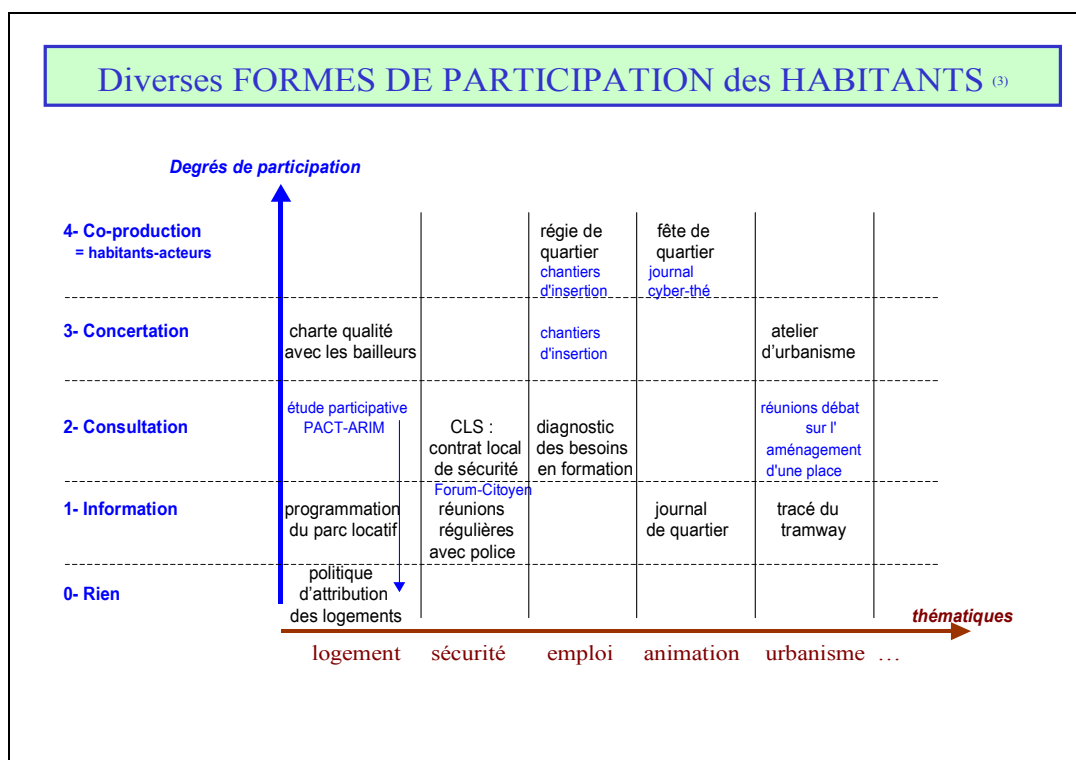 Diverses FORMES DE PARTICIPATION des HABITANTS (3)
Degrés de participation
4- Co-production
= habitants-acteurs
régie de
quartier
chantiers
d'insertion
fête de
quartier
journal
cyber-thé
3- Concertation
charte qualité
avec les bailleurs
chantiers
d'insertion
atelier
d'urbanisme
2- Consultation
étude participative
PACT-ARIM
CLS :
contrat local
de sécurité
Forum-Citoyen
diagnostic
des besoins
en formation
réunions débat
sur l'
aménagement
d'une place
1- Information
programmation
du parc locatif
réunions
régulières
avec police
journal
de quartier
tracé du
tramway
0- Rien
politique
d'attribution
des logements
thématiques
logement sécurité emploi animation urbanisme …